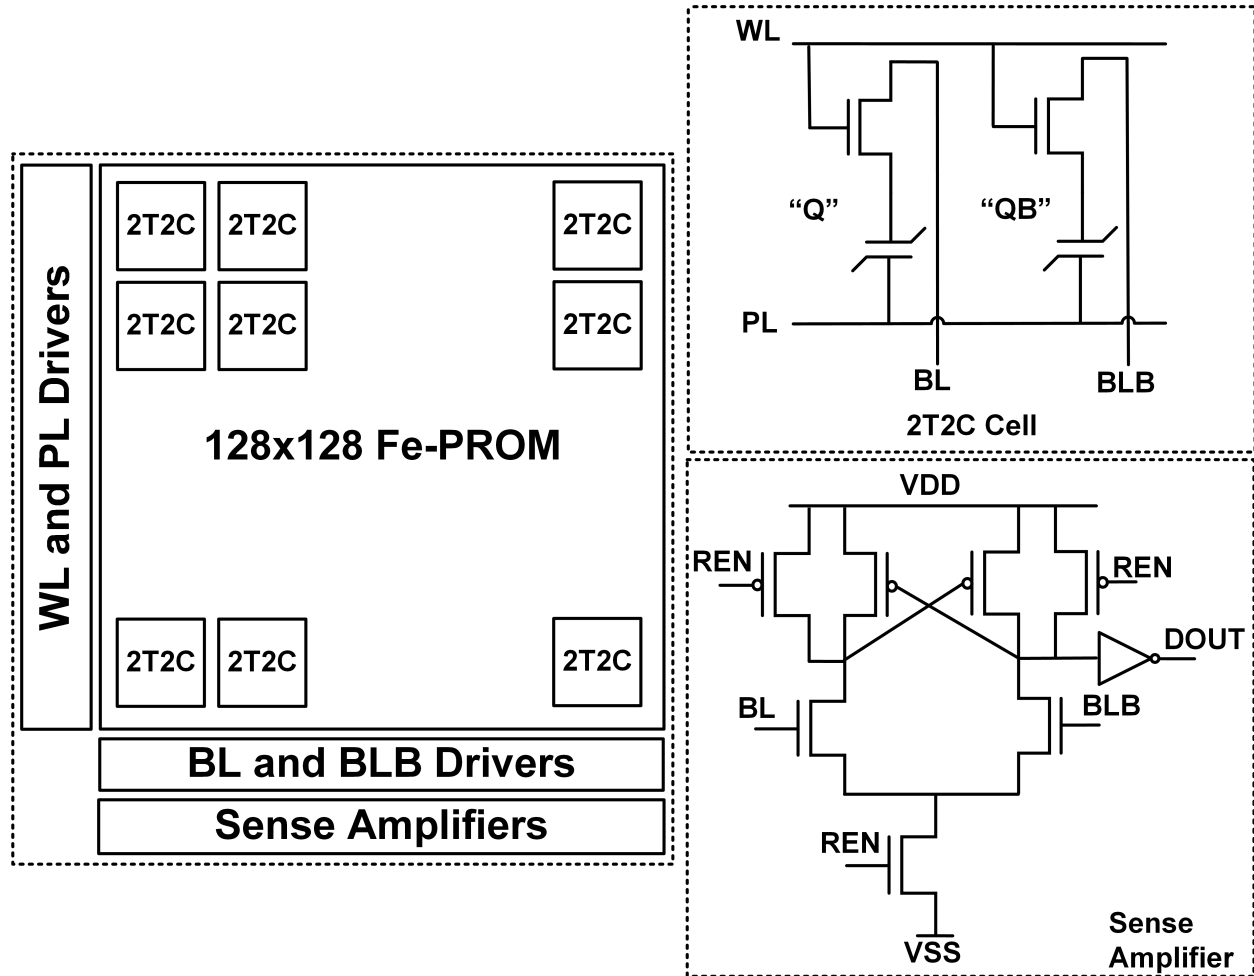 WL and PL Drivers
2T2C 2T2C 2T2C
2T2C 2T2C 2T2C
128x128 Fe-PROM
2T2C 2T2C 2T2C
BL and BLB Drivers
Sense Amplifiers
WL
“Q” “QB”
PL
BL BLB
2T2C Cell
VDD
REN REN
DOUT
BL BLB
REN
VSS
Sense
Amplifier